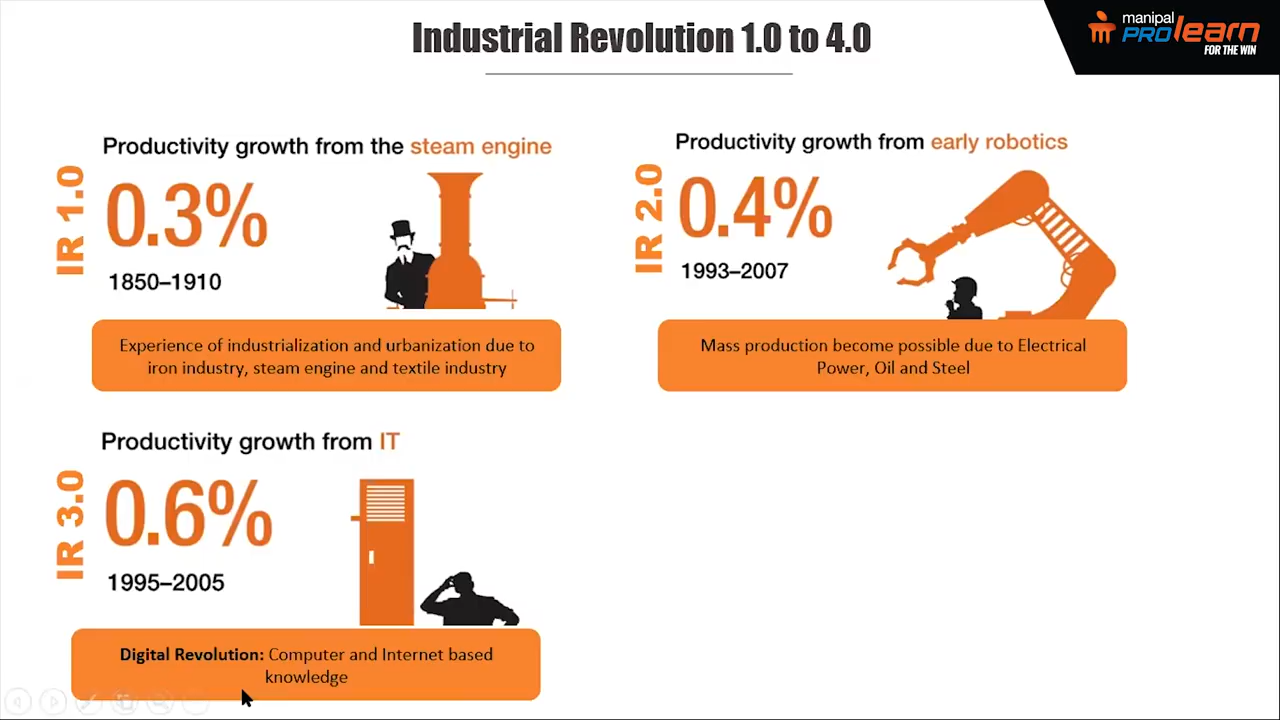 Industrial Revolution 1.0 to 4.0
manipal
PROlearn
FOR THE WIN
IR 1.0
Productivity growth from the steam engine
0.3%
1850–1910
Experience of industrialization and urbanization due to
iron industry, steam engine and textile industry
IR 2.0
Productivity growth from early robotics
0.4%
1993–2007
Mass production become possible due to Electrical
Power, Oil and Steel
IR 3.0
Productivity growth from IT
0.6%
1995–2005
Digital Revolution: Computer and Internet based
knowledge